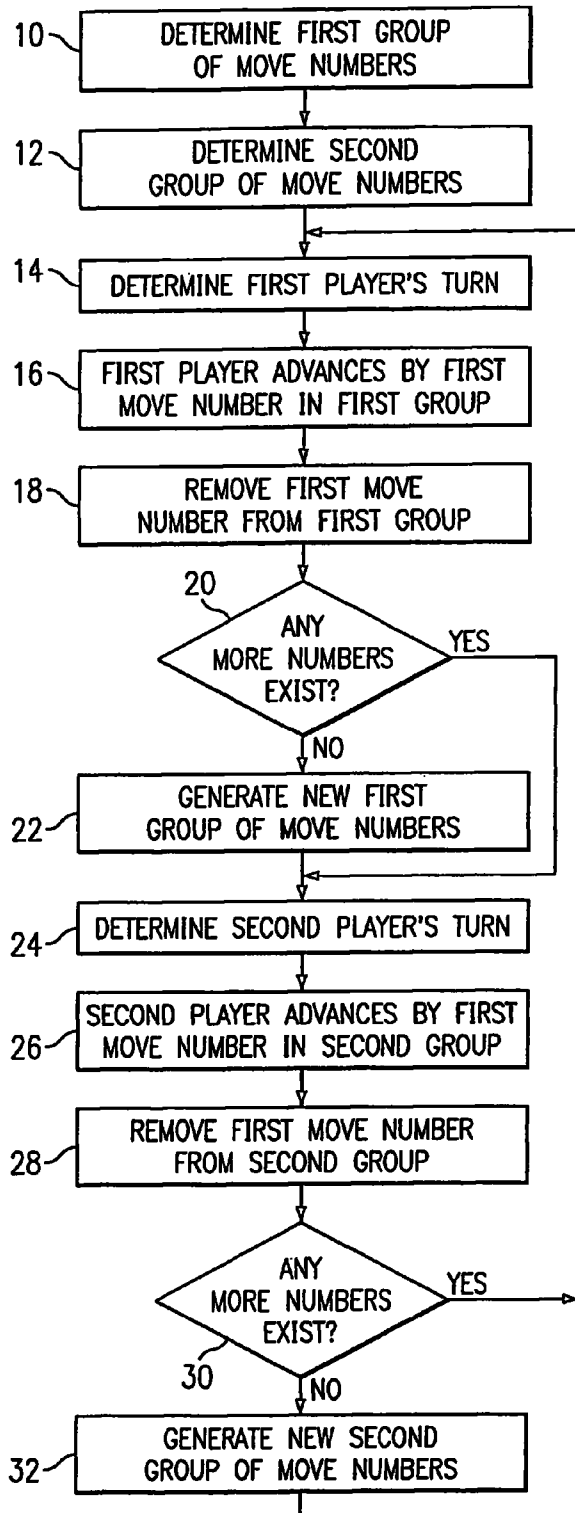 10
DETERMINE FIRST GROUP
OF MOVE NUMBERS
12
DETERMINE SECOND
GROUP OF MOVE NUMBERS
14
DETERMINE FIRST PLAYER'S TURN
16
FIRST PLAYER ADVANCES BY FIRST
MOVE NUMBER IN FIRST GROUP
18
REMOVE FIRST MOVE
NUMBER FROM FIRST GROUP
20
ANY
MORE NUMBERS
EXIST?
YES
NO
22
GENERATE NEW FIRST
GROUP OF MOVE NUMBERS
24
DETERMINE SECOND PLAYER'S TURN
26
SECOND PLAYER ADVANCES BY FIRST
MOVE NUMBER IN SECOND GROUP
28
REMOVE FIRST MOVE NUMBER
FROM SECOND GROUP
ANY
MORE NUMBERS
EXIST?
YES
30
NO
32
GENERATE NEW SECOND
GROUP OF MOVE NUMBERS